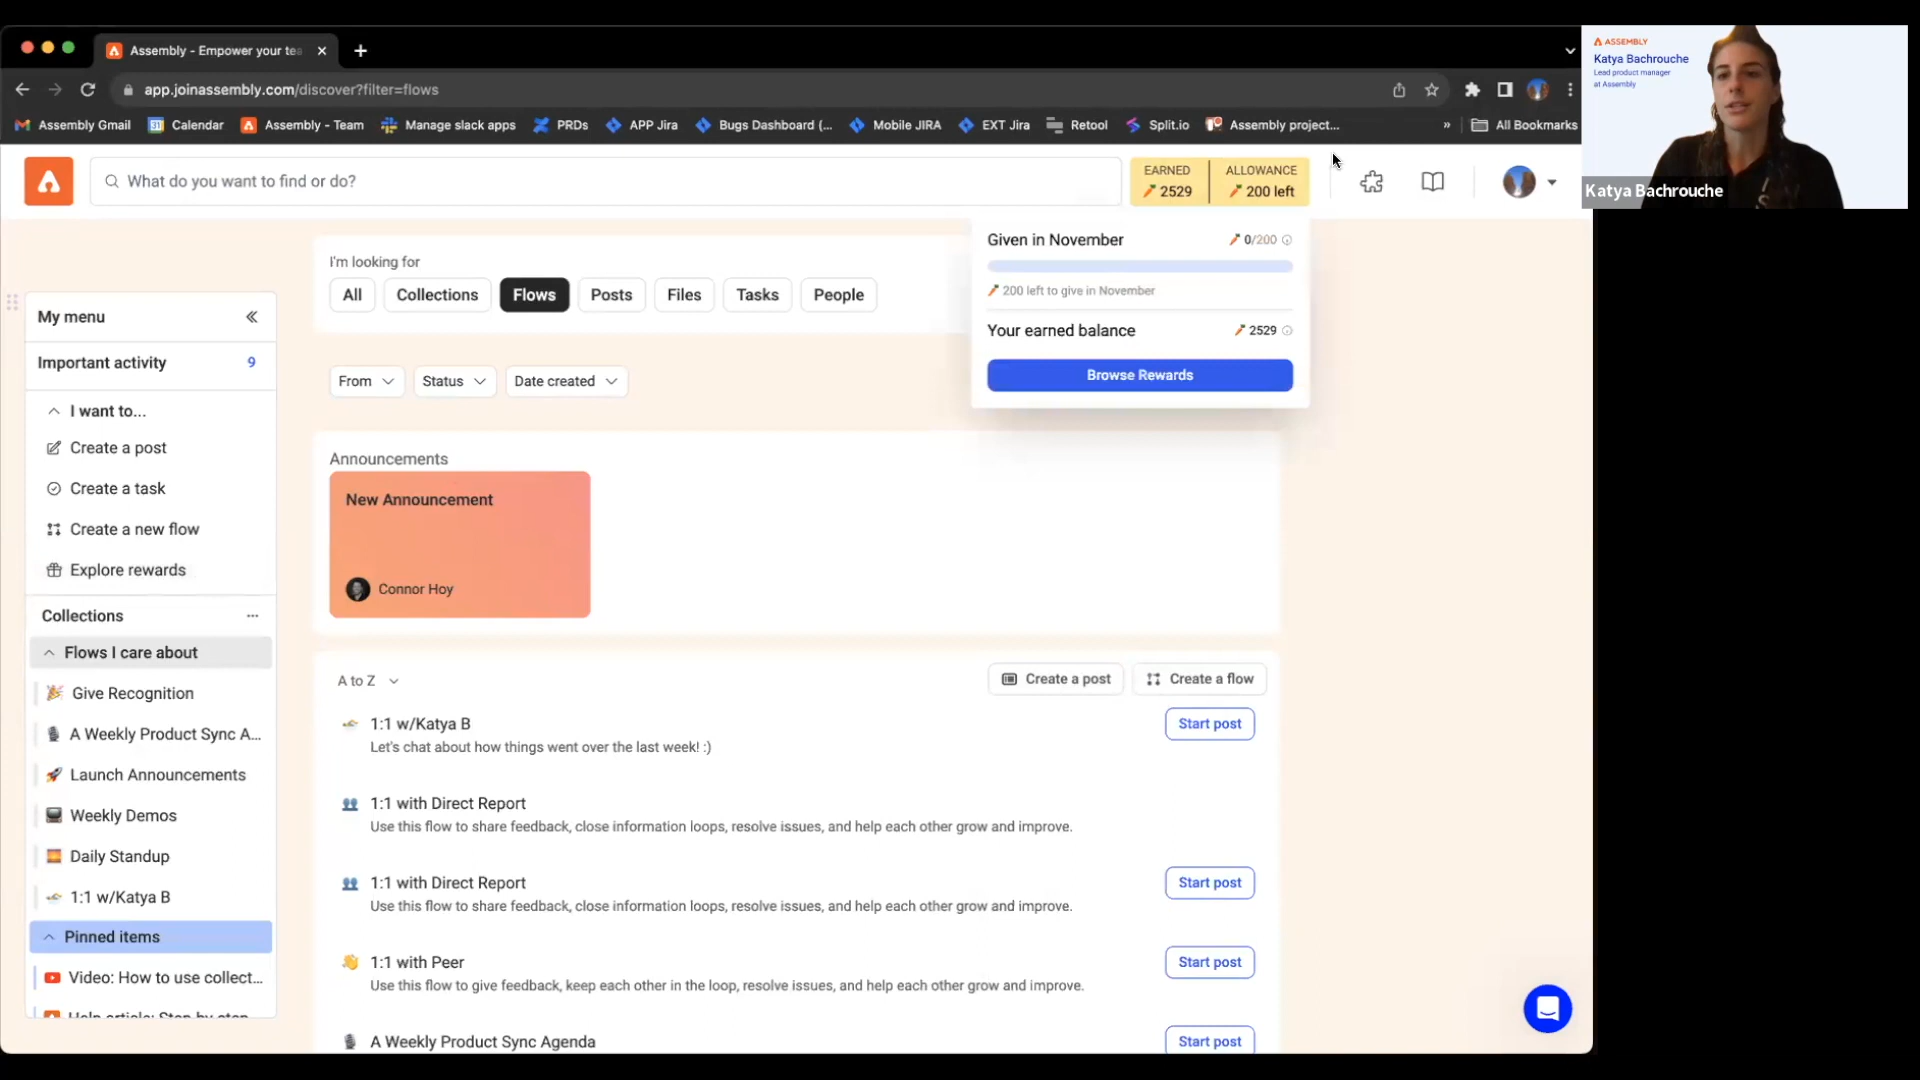 Assembly - Empower your tea
app.joinassembly.com/discover?filter=flows
Assembly Gmail
Calendar
Assembly - Team
Manage slack apps
PRDs
APP Jira
Bugs Dashboard (...
Mobile JIRA
EXT Jira
Retool
Split.io
Assembly project...
»
All Bookmarks
ASSEMBLY
Katya Bachrouche
Lead product manager
at Assembly
Katya Bachrouche
What do you want to find or do?
EARNED
2529
ALLOWANCE
200 left
Given in November
0/200
200 left to give in November
Your earned balance
2529
Browse Rewards
I'm looking for
All
Collections
Flows
Posts
Files
Tasks
People
From
Status
Date created
My menu
Important activity
9
I want to...
Create a post
Create a task
Create a new flow
Explore rewards
Collections
Flows I care about
Give Recognition
A Weekly Product Sync A...
Launch Announcements
Weekly Demos
Daily Standup
1:1 w/Katya B
Pinned items
Video: How to use collect...
Help article: Step by step
Announcements
New Announcement
Connor Hoy
A to Z
Create a post
Create a flow
1:1 w/Katya B
Let's chat about how things went over the last week! :)
Start post
1:1 with Direct Report
Use this flow to share feedback, close information loops, resolve issues, and help each other grow and improve.
1:1 with Direct Report
Use this flow to share feedback, close information loops, resolve issues, and help each other grow and improve.
Start post
1:1 with Peer
Use this flow to give feedback, keep each other in the loop, resolve issues, and help each other grow and improve.
Start post
A Weekly Product Sync Agenda
Start post